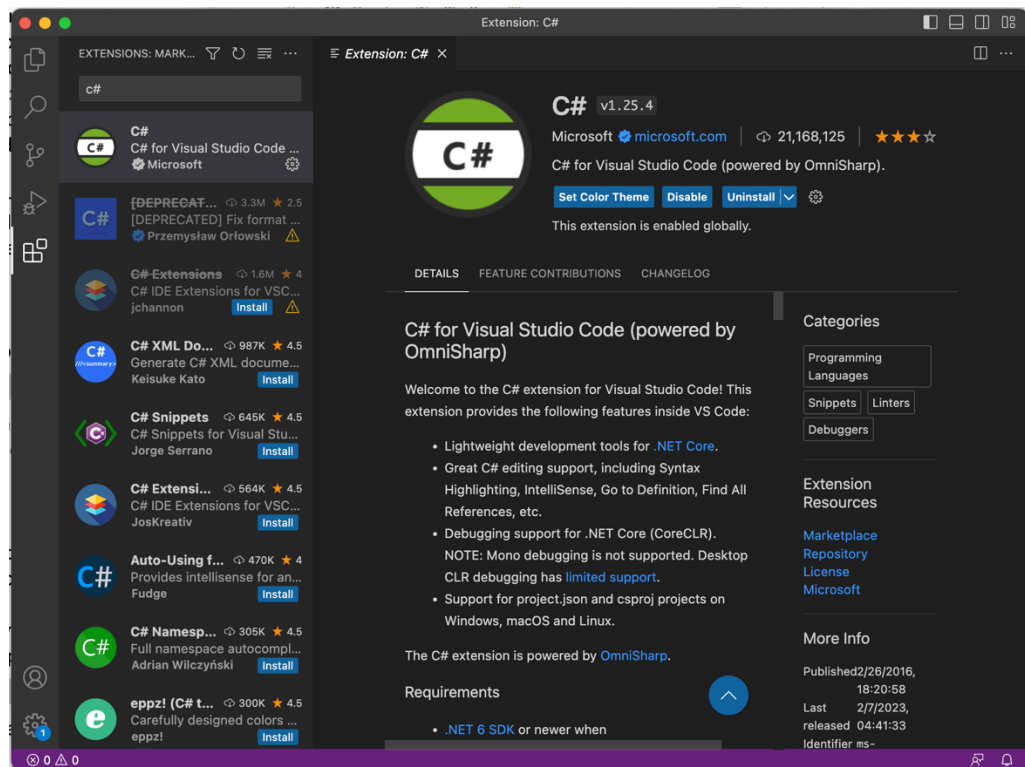 Extension: C#
EXTENSIONS: MARK...
c#
C#
C#
C# for Visual Studio Code ...
Microsoft
C#
[DEPRECAT... 3.3M ★ 2.5
[DEPRECATED] Fix format ...
Przemysław Orłowski
C# Extensions 1.6M ★ 4
C# IDE Extensions for VSC...
jchannon Install
C#
C# XML Do... 987K ★ 4.5
Generate C# XML docume...
Keisuke Kato Install
C# Snippets 645K ★ 4.5
C# Snippets for Visual Stu...
Jorge Serrano Install
C# Extensi... 564K ★ 4.5
C# IDE Extensions for VSC...
JosKreativ Install
C#
Auto-Using f... 470K ★ 4
Provides intellisense for an...
Fudge Install
C#
C# Namesp... 305K ★ 4.5
Full namespace autocompl...
Adrian Wilczyński Install
e
eppz! (C# t... 300K ★ 4.5
Carefully designed colors ...
eppz! Install
1
0 0
Extension: C#
C#
C# v1.25.4
Microsoft microsoft.com 21,168,125 ★★★☆
C# for Visual Studio Code (powered by OmniSharp).
Set Color Theme Disable Uninstall
This extension is enabled globally.
DETAILS FEATURE CONTRIBUTIONS CHANGELOG
C# for Visual Studio Code (powered by
OmniSharp)
Welcome to the C# extension for Visual Studio Code! This
extension provides the following features inside VS Code:
• Lightweight development tools for .NET Core.
• Great C# editing support, including Syntax
Highlighting, IntelliSense, Go to Definition, Find All
References, etc.
• Debugging support for .NET Core (CoreCLR).
NOTE: Mono debugging is not supported. Desktop
CLR debugging has limited support.
• Support for project.json and csproj projects on
Windows, macOS and Linux.
The C# extension is powered by OmniSharp.
Requirements
• .NET 6 SDK or newer when
Categories
Programming
Languages
Snippets Linters
Debuggers
Extension
Resources
Marketplace
Repository
License
Microsoft
More Info
Published 2/26/2016,
18:20:58
Last 2/7/2023,
released 04:41:33
Identifier ms-